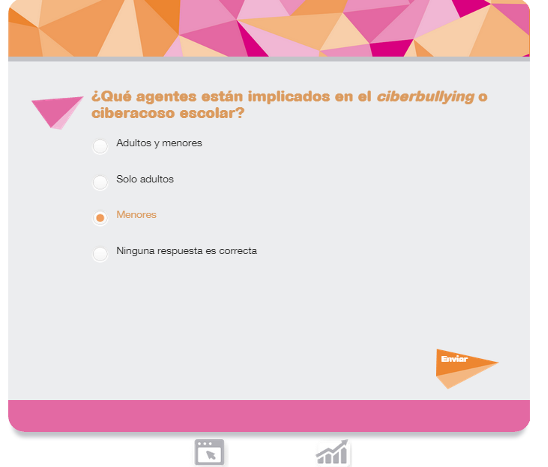 ¿Qué agentes están implicados en el ciberbullying o
ciberacoso escolar?
Adultos y menores
Solo adultos
Menores
Ninguna respuesta es correcta
Enviar